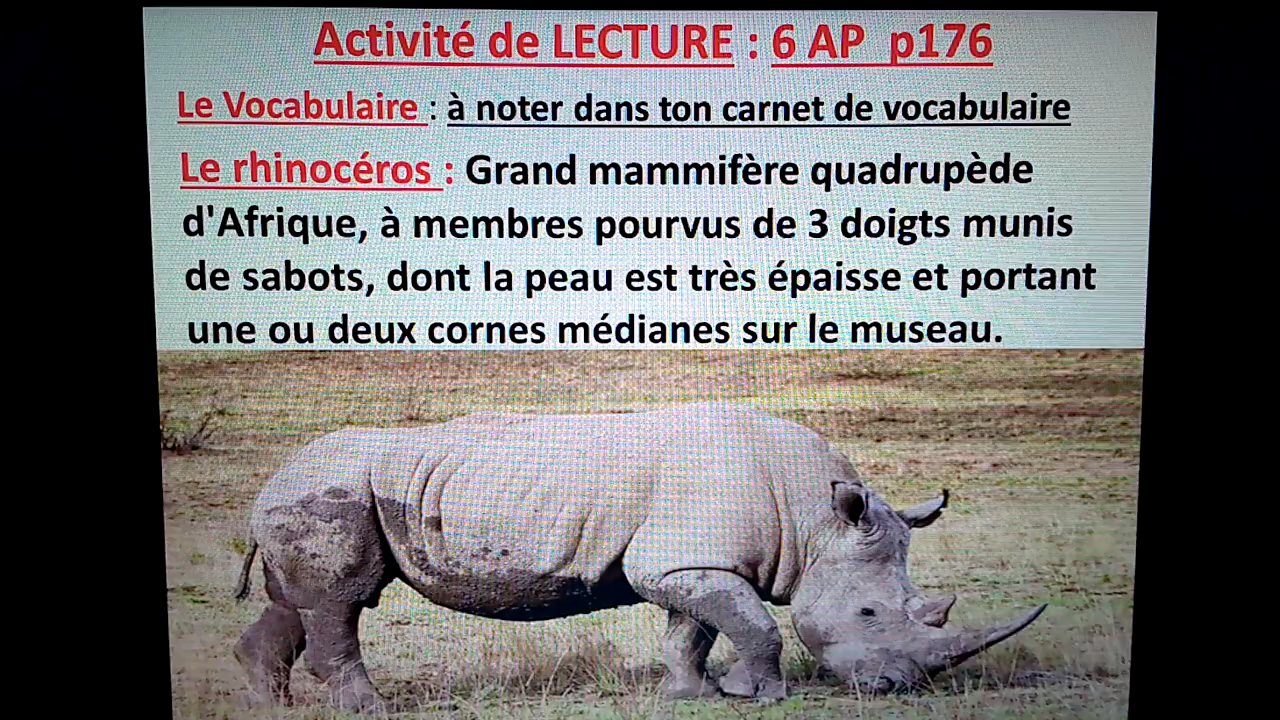 Activité de LECTURE : 6 AP p176
Le Vocabulaire : à noter dans ton carnet de vocabulaire
Le rhinocéros : Grand mammifère quadrupède
d'Afrique, à membres pourvus de 3 doigts munis
de sabots, dont la peau est très épaisse et portant
une ou deux cornes médianes sur le museau.